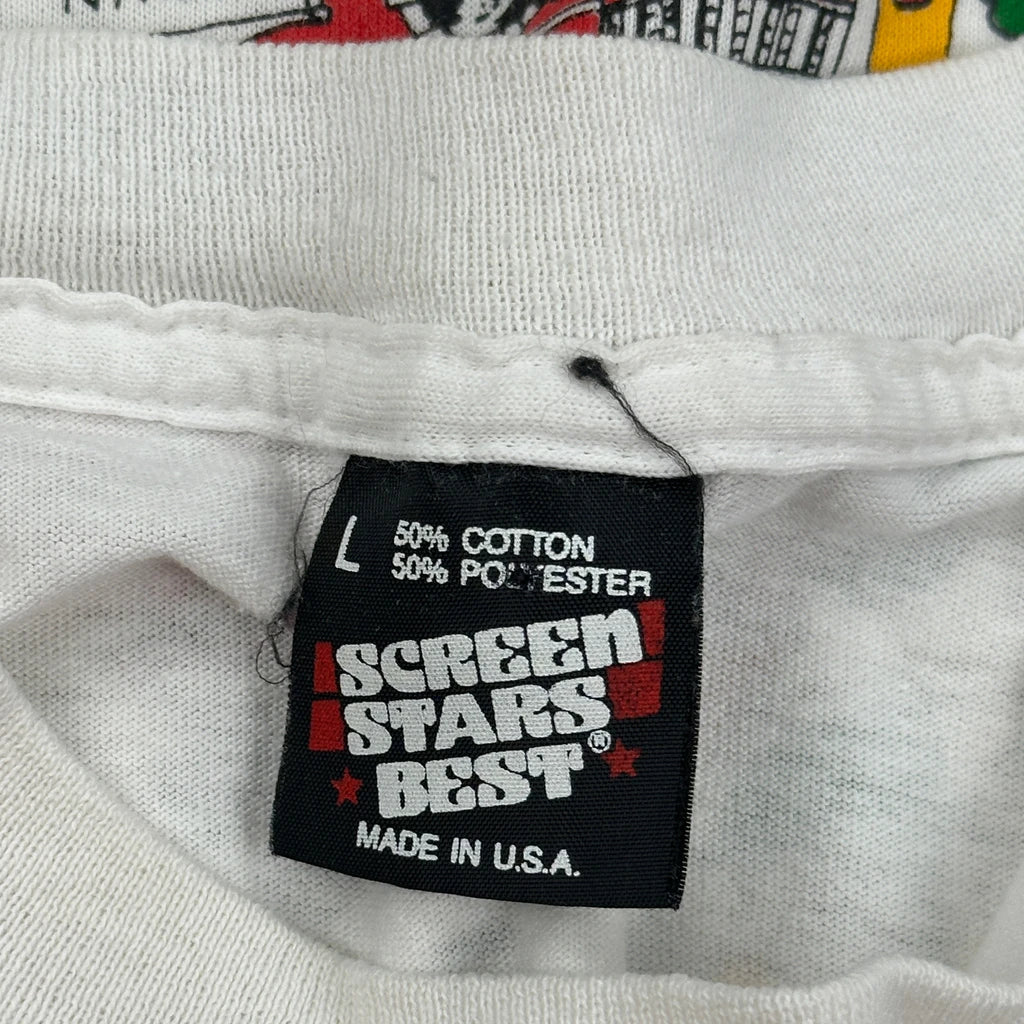 L
50% COTTON
50% POLYESTER
SCREEN
STARS
BEST®
MADE IN U.S.A.